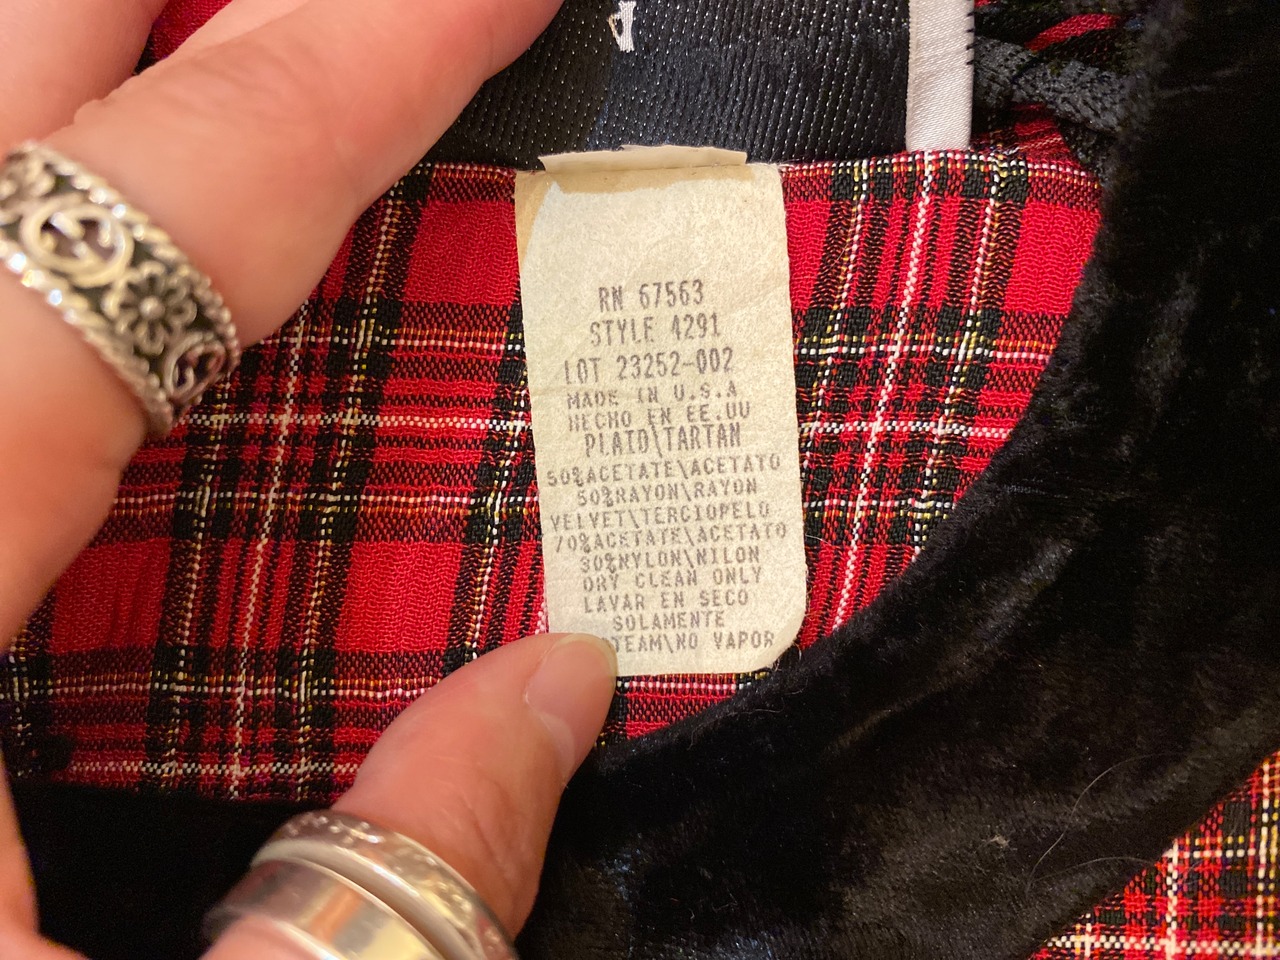 RN 67563
STYLE 4291
LOT 23252-002
MADE IN U.S.A
HECHO EN EE.UU
PLAID\TARTAN
50%ACETATE\ACETATO
50%RAYON\RAYON
VELVET\TERCIOPELO
70%ACETATE\ACETATO
30%NYLON\NILON
DRY CLEAN ONLY
LAVAR EN SECO
SOLAMENTE
TEAM\NO VAPOR